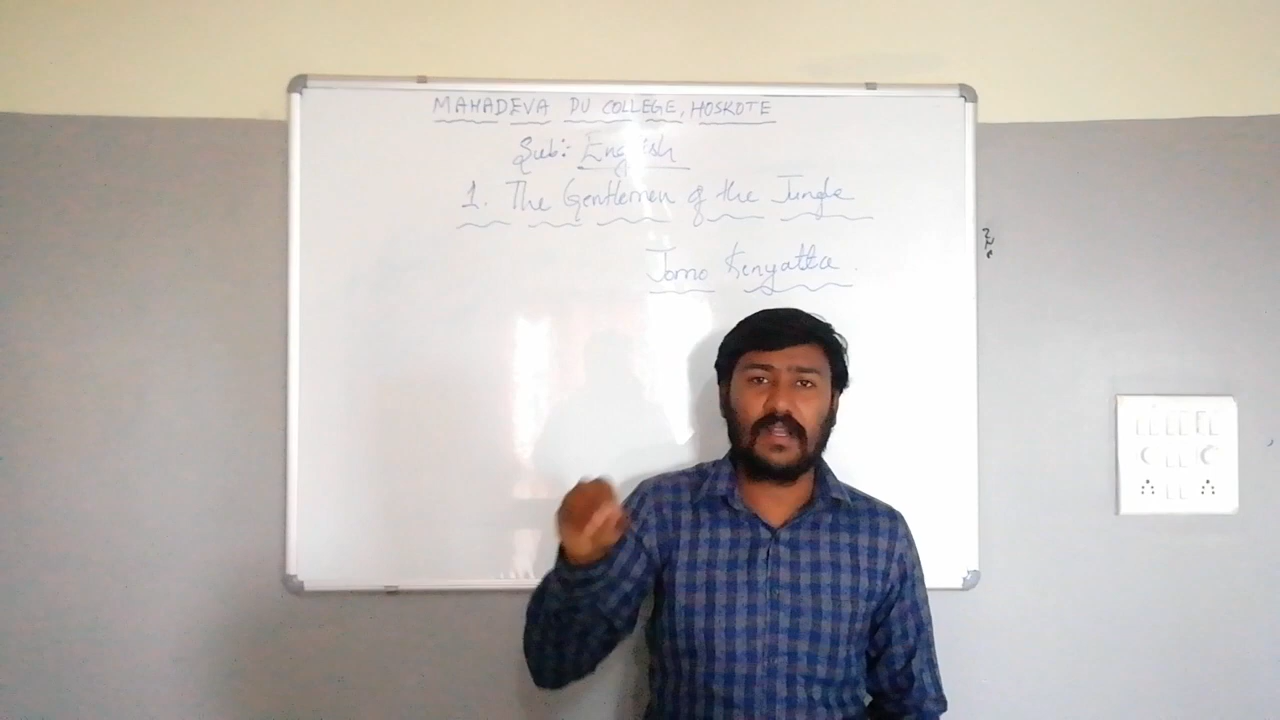 MAHADEVA PU COLLEGE, HOSKOTE
Sub: English
1. The Gentlemen of the Jungle
Jomo Kenyatta.